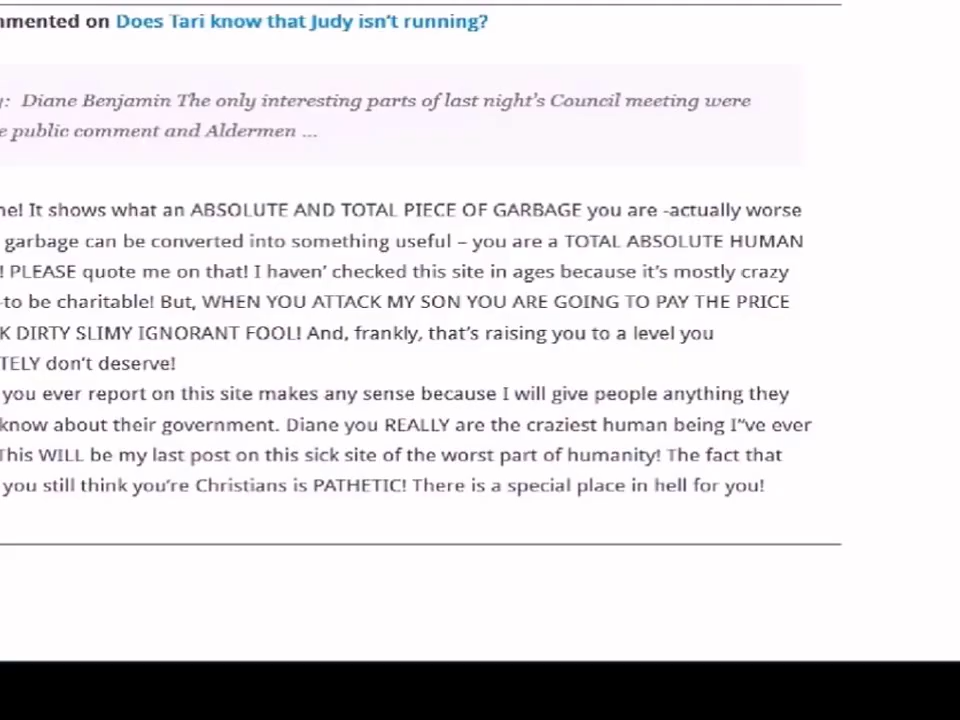 mmented on Does Tari know that Judy isn't running?
: Diane Benjamin The only interesting parts of last night's Council meeting were
e public comment and Aldermen ...
ne! It shows what an ABSOLUTE AND TOTAL PIECE OF GARBAGE you are -actually worse
garbage can be converted into something useful – you are a TOTAL ABSOLUTE HUMAN
! PLEASE quote me on that! I haven' checked this site in ages because it's mostly crazy
-to be charitable! But, WHEN YOU ATTACK MY SON YOU ARE GOING TO PAY THE PRICE
K DIRTY SLIMY IGNORANT FOOL! And, frankly, that's raising you to a level you
TELY don't deserve!
you ever report on this site makes any sense because I will give people anything they
know about their government. Diane you REALLY are the craziest human being I"ve ever
This WILL be my last post on this sick site of the worst part of humanity! The fact that
you still think you're Christians is PATHETIC! There is a special place in hell for you!